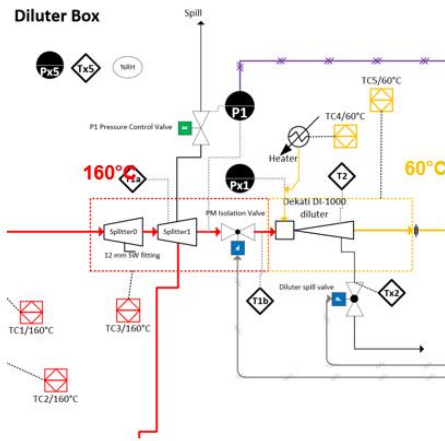 Diluter Box
Spill
Px5
Tx5
%RH
P1 Pressure Control Valve
P1
TC5/60°C
TC4/60°C
160°C
T1a
Heater
Px1
T2
60°C
Dekati DI-1000
diluter
PM Isolation Valve
Splitter0
Splitter1
12 mm SW fitting
Diluter spill valve
TC1/160°C
TC3/160°C
T1b
Tx2
TC2/160°C